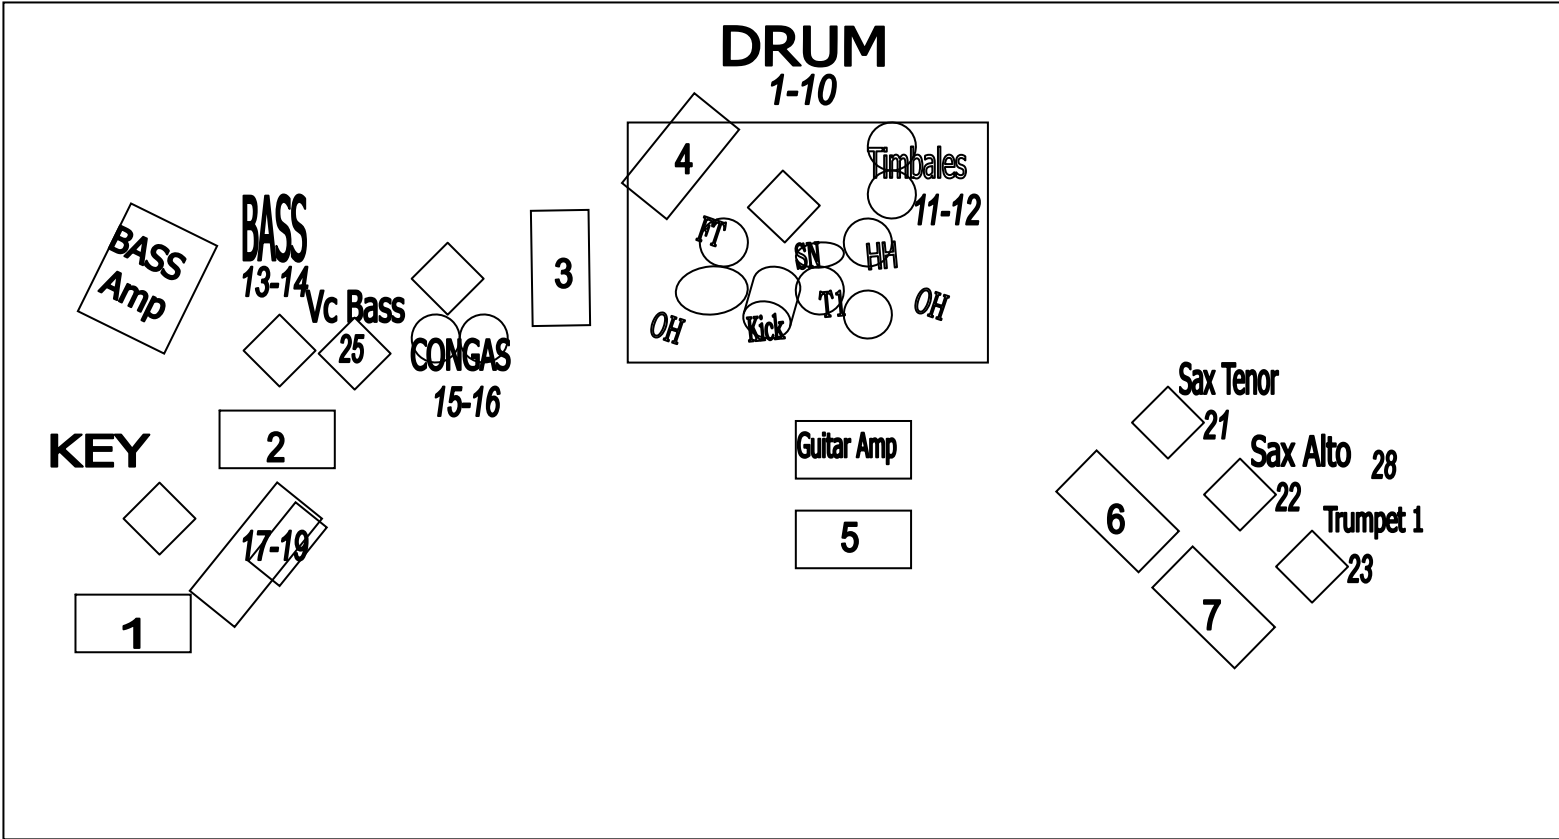 DRUM
1-10
4
Timbales
11-12
BASS
13-14
BASS
Amp
FT
SN
HH
3
Vc Bass
25
OH
Kick
T1
OH
CONGAS
15-16
Sax Tenor
21
KEY
2
Guitar Amp
Sax Alto
28
22
6
Trumpet 1
23
17-19
5
1
7